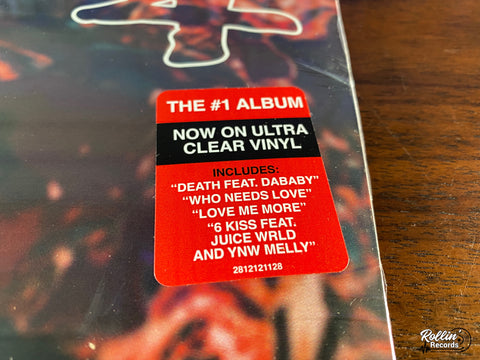 4
THE #1 ALBUM
NOW ON ULTRA
CLEAR VINYL
INCLUDES:
“DEATH FEAT. DABABY”
“WHO NEEDS LOVE”
“LOVE ME MORE”
“6 KISS FEAT.
JUICE WRLD
AND YNW MELLY”
2812121128
Rollin'
Records